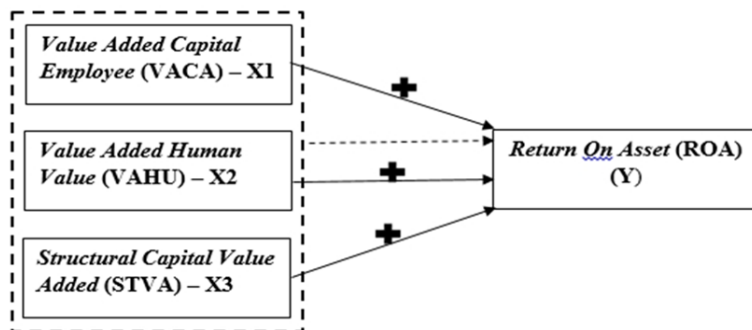 Value Added Capital
Employee (VACA) – X1
Value Added Human
Value (VAHU) – X2
Structural Capital Value
Added (STVA) – X3
Return On Asset (ROA)
(Y)